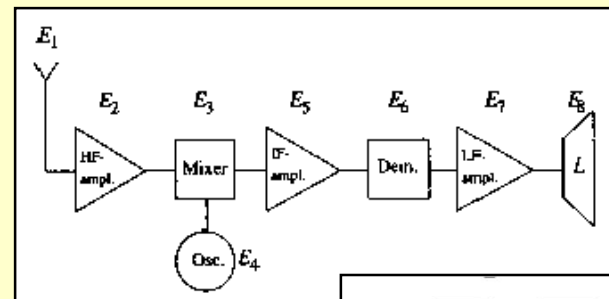 E1
E2 E3 E5 E6 E7 E8
HF-
ampl.
Mixer
IF-
ampl.
Dem.
LF-
ampl.
L
Osc. E4